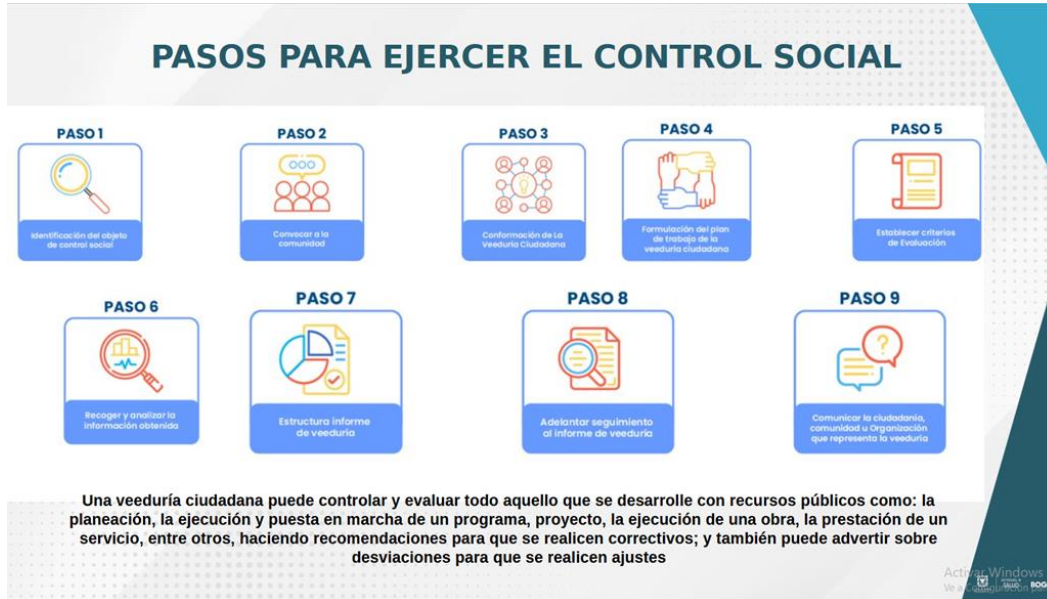 PASOS PARA EJERCER EL CONTROL SOCIAL
PASO 1
Identificación del objeto
de control social
PASO 2
Convocar a la
comunidad
PASO 3
Conformación de La
Veeduría Ciudadana
PASO 4
Formulación del plan
de trabajo de la
veeduría ciudadana
PASO 5
Establecer criterios
de Evaluación
PASO 6
Recoger y analizar la
información obtenida
PASO 7
Estructura informe
de veeduría
PASO 8
Adelantar seguimiento
al informe de veeduría
PASO 9
Comunicar la ciudadanía,
comunidad u Organización
que representa la veeduría
Una veeduría ciudadana puede controlar y evaluar todo aquello que se desarrolle con recursos públicos como: la
planeación, la ejecución y puesta en marcha de un programa, proyecto, la ejecución de una obra, la prestación de un
servicio, entre otros, haciendo recomendaciones para que se realicen correctivos; y también puede advertir sobre
desviaciones para que se realicen ajustes
Activar Windows
Ve a Configuración
SALUD
BOG